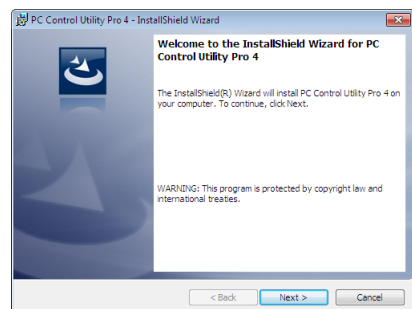 PC Control Utility Pro 4 - InstallShield Wizard
Welcome to the InstallShield Wizard for PC
Control Utility Pro 4
The InstallShield(R) Wizard will install PC Control Utility Pro 4 on
your computer. To continue, click Next.
WARNING: This program is protected by copyright law and
international treaties.
< Back Next > Cancel